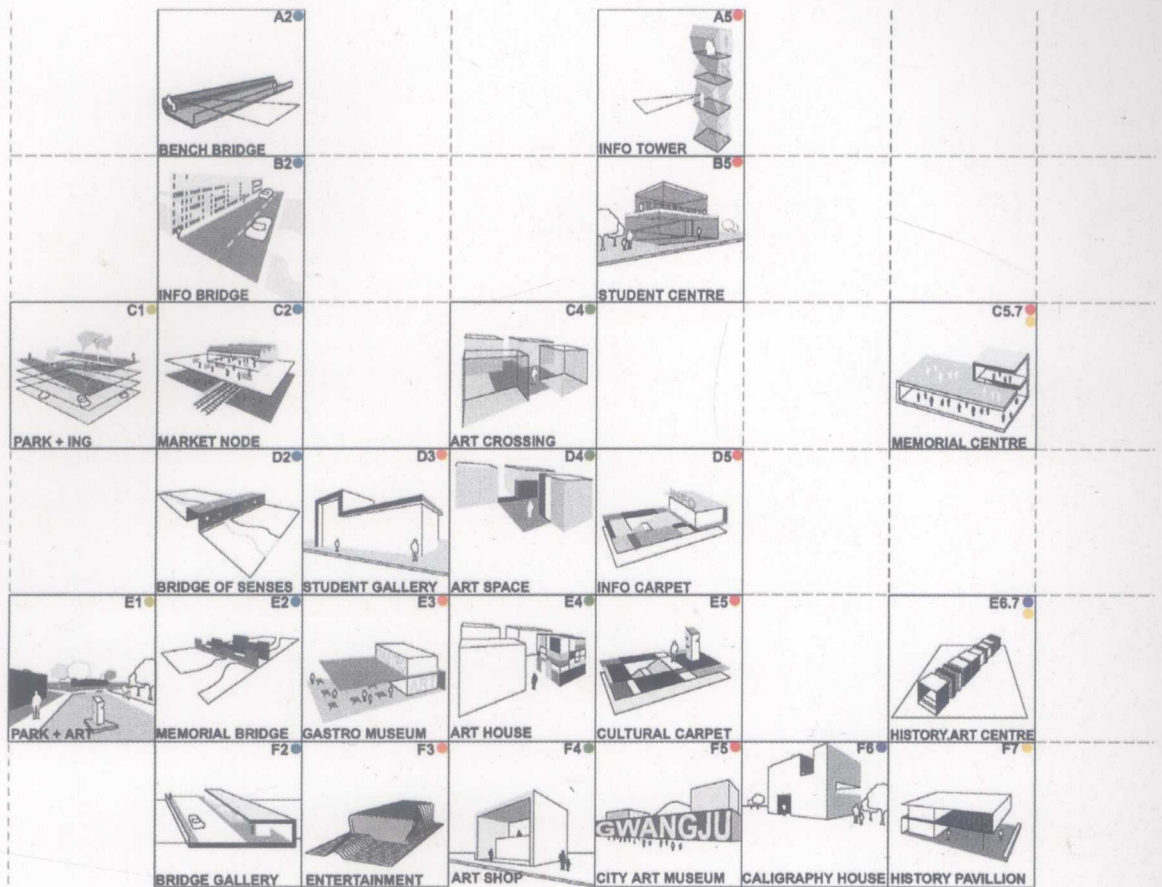 A2
BENCH BRIDGE
A5
INFO TOWER
B2
INFO BRIDGE
B5
STUDENT CENTRE
C1
PARK + ING
C2
MARKET NODE
C4
ART CROSSING
C5.7
MEMORIAL CENTRE
D2
BRIDGE OF SENSES
D3
STUDENT GALLERY
D4
ART SPACE
D5
INFO
INFO CARPET
E1
PARK + ART
E2
MEMORIAL BRIDGE
E3
ART
GASTRO MUSEUM
E4
ART HOUSE
E5
CULTURAL CARPET
E6.7
HISTORY.ART CENTRE
F2
BRIDGE GALLERY
F3
ENTERTAINMENT
F4
ART SHOP
F5
GWANGJU
CITY ART MUSEUM
F6
CALIGRAPHY HOUSE
F7
HISTORY PAVILION